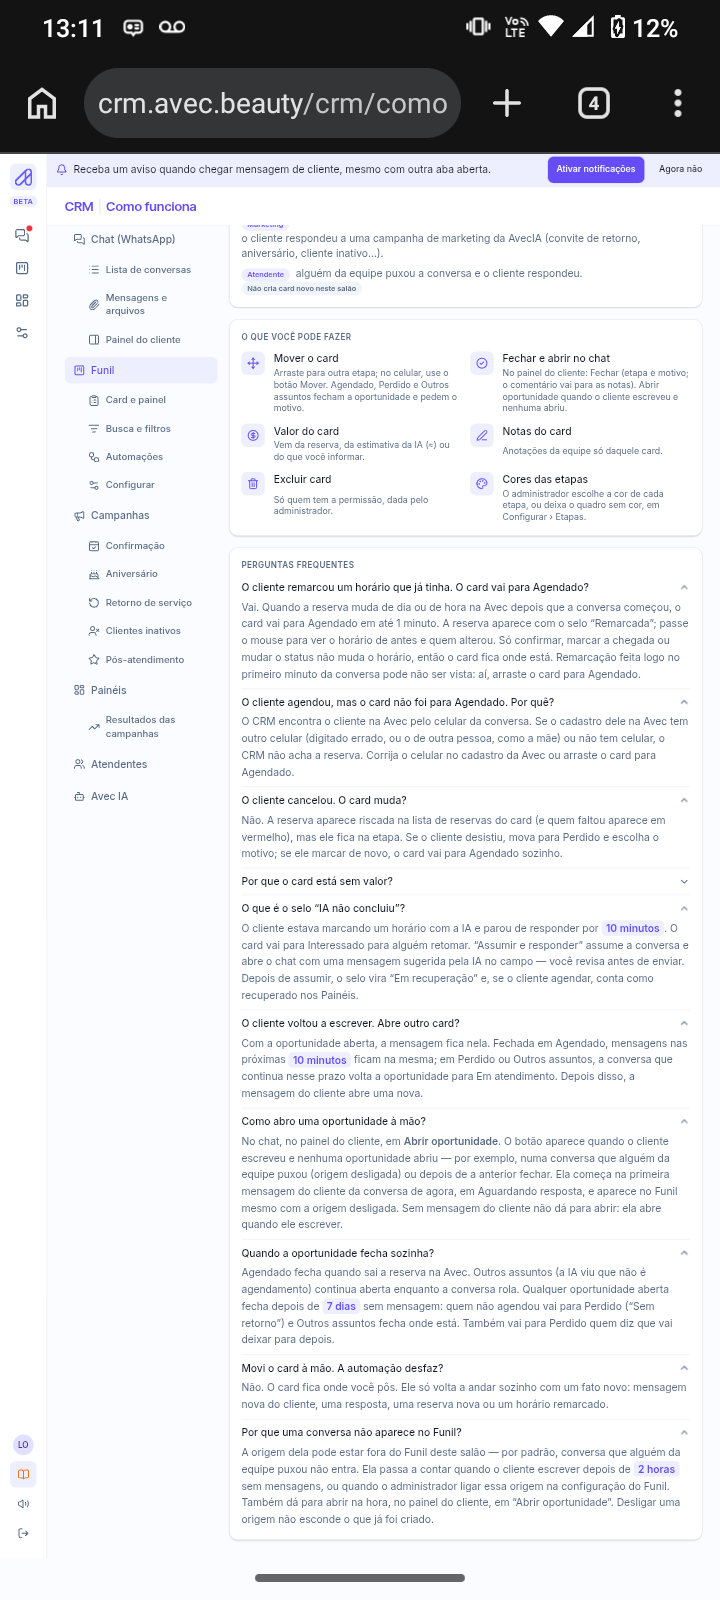 13:11
Vo)) LTE
12%
crm.avec.beauty/crm/como
4
Receba um aviso quando chegar mensagem de cliente, mesmo com outra aba aberta.
Ativar notificações
Agora não
BETA
CRM | Como funciona
Chat (WhatsApp)
Lista de conversas
Mensagens e
arquivos
Painel do cliente
Funil
Card e painel
Busca e filtros
Automações
Configurar
Campanhas
Confirmação
Aniversário
Retorno de serviço
Clientes inativos
Pós-atendimento
Painéis
Resultados das
campanhas
Atendentes
Avec IA
LO
Marketing
o cliente respondeu a uma campanha de marketing da AvecIA (convite de retorno,
aniversário, cliente inativo...).
Atendente alguém da equipe puxou a conversa e o cliente respondeu.
Não cria card novo neste salão
O QUE VOCÊ PODE FAZER
Mover o card
Arraste para outra etapa; no celular, use o
botão Mover. Agendado, Perdido e Outros
assuntos fecham a oportunidade e pedem o
motivo.
Fechar e abrir no chat
No painel do cliente: Fechar (etapa e motivo;
o comentário vai para as notas). Abrir
oportunidade quando o cliente escreveu e
nenhuma abriu.
Valor do card
Vem da reserva, da estimativa da IA (≈) ou
do que você informar.
Notas do card
Anotações da equipe só daquele card.
Excluir card
Só quem tem a permissão, dada pelo
administrador.
Cores das etapas
O administrador escolhe a cor de cada
etapa, ou deixa o quadro sem cor, em
Configurar › Etapas.
PERGUNTAS FREQUENTES
O cliente remarcou um horário que já tinha. O card vai para Agendado?
Vai. Quando a reserva muda de dia ou de hora na Avec depois que a conversa começou, o
card vai para Agendado em até 1 minuto. A reserva aparece com o selo “Remarcada”; passe
o mouse para ver o horário de antes e quem alterou. Só confirmar, marcar a chegada ou
mudar o status não muda o horário, então o card fica onde está. Remarcação feita logo no
primeiro minuto da conversa pode não ser vista: aí, arraste o card para Agendado.
O cliente agendou, mas o card não foi para Agendado. Por quê?
O CRM encontra o cliente na Avec pelo celular da conversa. Se o cadastro dele na Avec tem
outro celular (digitado errado, ou o de outra pessoa, como a mãe) ou não tem celular, o
CRM não acha a reserva. Corrija o celular no cadastro da Avec ou arraste o card para
Agendado.
O cliente cancelou. O card muda?
Não. A reserva aparece riscada na lista de reservas do card (e quem faltou aparece em
vermelho), mas ele fica na etapa. Se o cliente desistiu, mova para Perdido e escolha o
motivo; se ele marcar de novo, o card vai para Agendado sozinho.
Por que o card está sem valor?
O que é o selo “IA não concluiu”?
O cliente estava marcando um horário com a IA e parou de responder por 10 minutos. O
card vai para Interessado para alguém retomar. “Assumir e responder” assume a conversa e
abre o chat com uma mensagem sugerida pela IA no campo — você revisa antes de enviar.
Depois de assumir, o selo vira “Em recuperação” e, se o cliente agendar, conta como
recuperado nos Painéis.
O cliente voltou a escrever. Abre outro card?
Com a oportunidade aberta, a mensagem fica nela. Fechada em Agendado, mensagens nas
próximas 10 minutos ficam na mesma; em Perdido ou Outros assuntos, a conversa que
continua nesse prazo volta a oportunidade para Em atendimento. Depois disso, a
mensagem do cliente abre uma nova.
Como abro uma oportunidade à mão?
No chat, no painel do cliente, em Abrir oportunidade. O botão aparece quando o cliente
escreveu e nenhuma oportunidade abriu — por exemplo, numa conversa que alguém da
equipe puxou (origem desligada) ou depois de a anterior fechar. Ela começa na primeira
mensagem do cliente da conversa de agora, em Aguardando resposta, e aparece no Funil
mesmo com a origem desligada. Sem mensagem do cliente não dá para abrir: ela abre
quando ele escrever.
Quando a oportunidade fecha sozinha?
Agendado fecha quando sai a reserva na Avec. Outros assuntos (a IA viu que não é
agendamento) continua aberta enquanto a conversa rola. Qualquer oportunidade aberta
fecha depois de 7 dias sem mensagem: quem não agendou vai para Perdido (“Sem
retorno”) e Outros assuntos fecha onde está. Também vai para Perdido quem diz que vai
deixar para depois.
Movi o card à mão. A automação desfaz?
Não. O card fica onde você pôs. Ele só volta a andar sozinho com um fato novo: mensagem
nova do cliente, uma resposta, uma reserva nova ou um horário remarcado.
Por que uma conversa não aparece no Funil?
A origem dela pode estar fora do Funil deste salão — por padrão, conversa que alguém da
equipe puxou não entra. Ela passa a contar quando o cliente escrever depois de 2 horas
sem mensagens, ou quando o administrador ligar essa origem na configuração do Funil.
Também dá para abrir na hora, no painel do cliente, em “Abrir oportunidade”. Desligar uma
origem não esconde o que já foi criado.